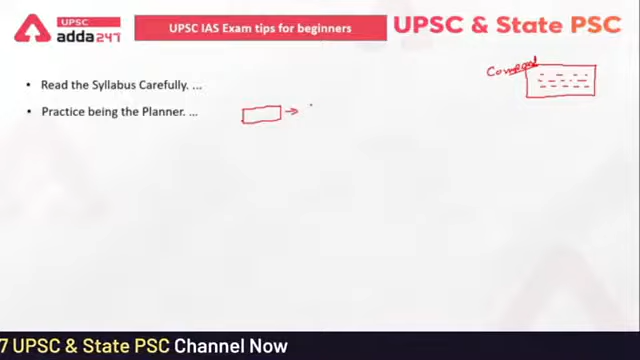 UPSC
adda247
UPSC IAS Exam tips for beginners
UPSC & State PSC
• Read the Syllabus Carefully. ...
• Practice being the Planner. ...
7 UPSC & State PSC Channel Now